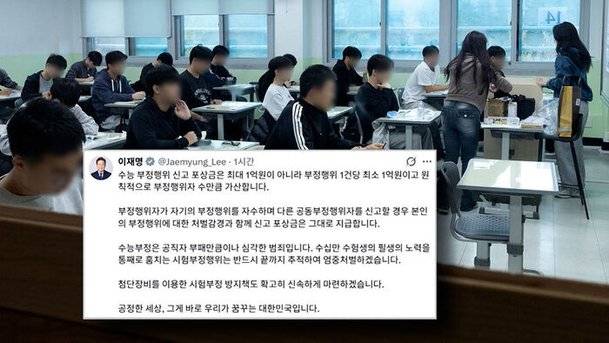 이재명 @Jaemyung_Lee · 1시간
수능 부정행위 신고 포상금은 최대 1억원이 아니라 부정행위 1건당 최소 1억원이고 원
칙적으로 부정행위자 수만큼 가산합니다.
부정행위자가 자기의 부정행위를 자수하며 다른 공동부정행위자를 신고할 경우 본인
의 부정행위에 대한 처벌감경과 함께 신고 포상금은 그대로 지급합니다.
수능부정은 공직자 부패만큼이나 심각한 범죄입니다. 수십만 수험생의 필생의 노력을
통째로 훔치는 시험부정행위는 반드시 끝까지 추적하여 엄중처벌하겠습니다.
첨단장비를 이용한 시험부정 방지책도 확고히 신속하게 마련하겠습니다.
공정한 세상, 그게 바로 우리가 꿈꾸는 대한민국입니다.